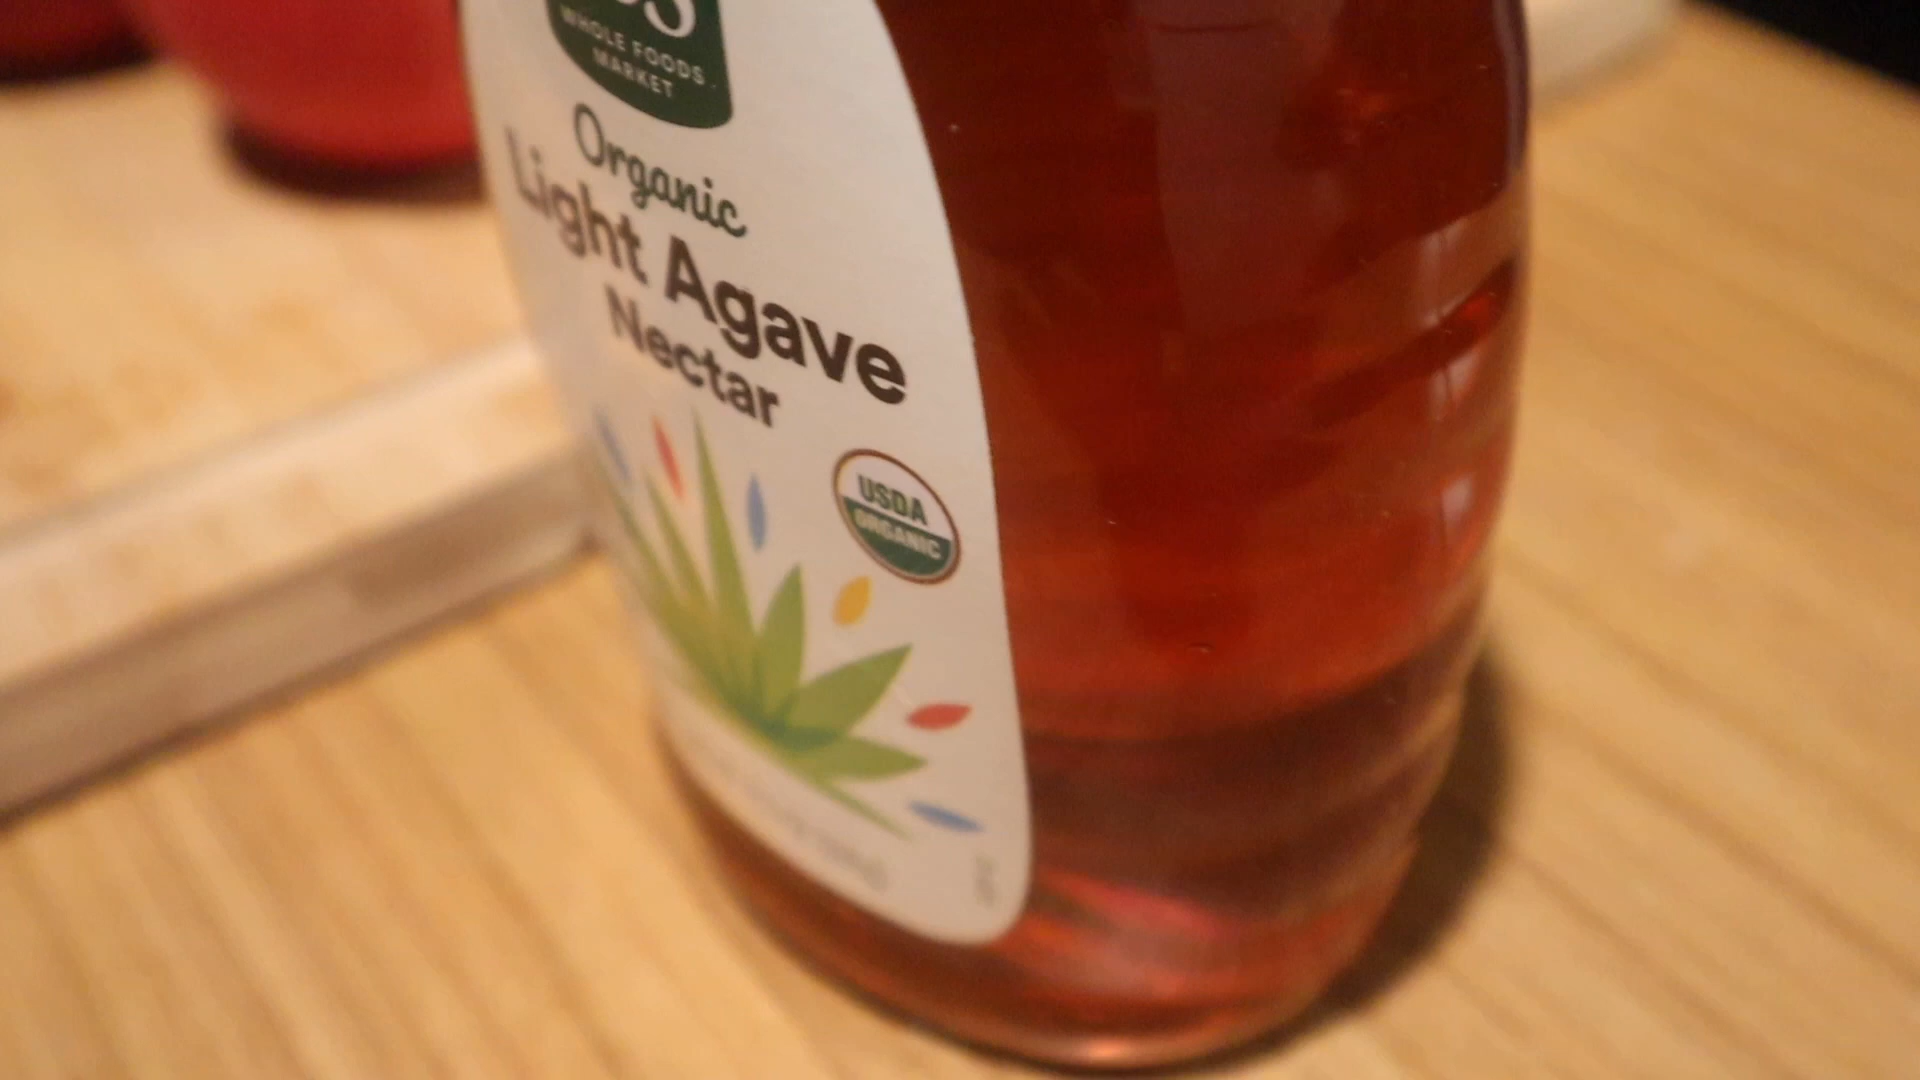 WHOLE FOODS
MARKET
Organic
Light Agave
Nectar
USDA
ORGANIC